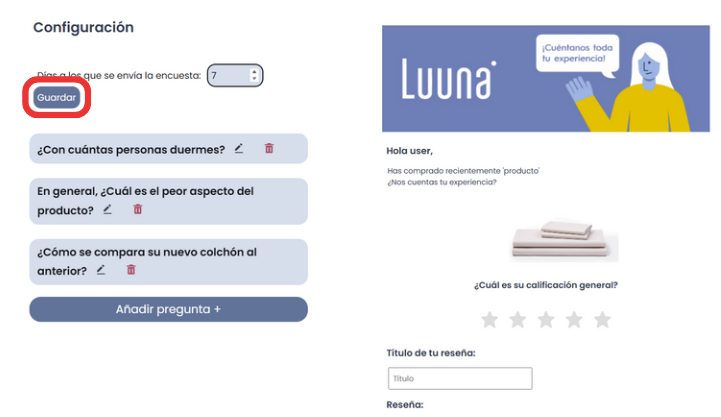 Configuración
Días a los que se envía la encuesta: 7
Guardar
¿Con cuántas personas duermes?
En general, ¿Cuál es el peor aspecto del
producto?
¿Cómo se compara su nuevo colchón al
anterior?
Añadir pregunta +
Luuna
¡Cuéntanos toda
tu experiencia!
Hola user,
Has comprado recientemente 'producto'
¿Nos cuentas tu experiencia?
¿Cuál es su calificación general?
Título de tu reseña:
Título
Reseña: